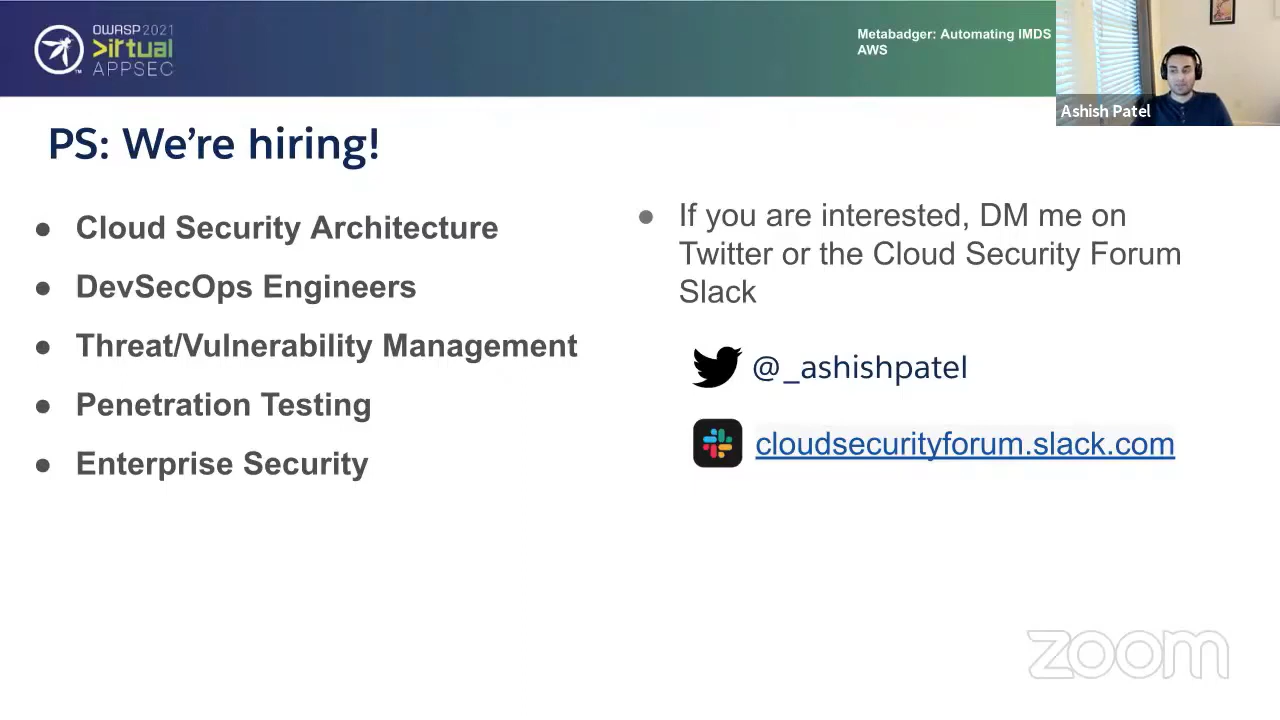 OWASP 2021
>irtual
APPSEC
Metabadger: Automating IMDS
AWS
Ashish Patel
PS: We're hiring!
● Cloud Security Architecture
● DevSecOps Engineers
● Threat/Vulnerability Management
● Penetration Testing
● Enterprise Security
● If you are interested, DM me on
Twitter or the Cloud Security Forum
Slack
@_ashishpatel
cloudsecurityforum.slack.com
zoom